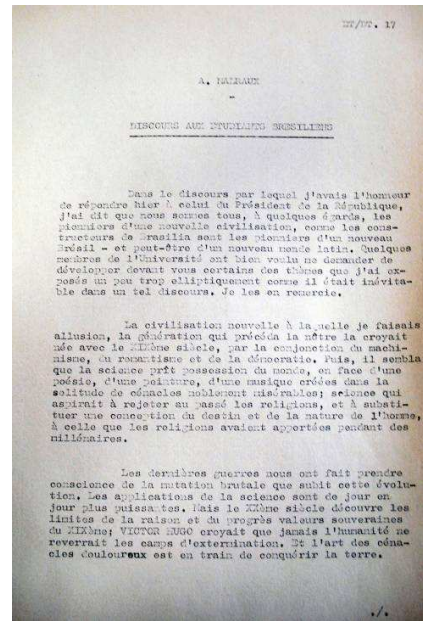 DT/DT. 17
A. MALRAUX
-
DISCOURS AUX ETUDIANTS BRESILIENS
Dans le discours par lequel j'avais l'honneur
de répondre hier à celui du Président de la République,
j'ai dit que nous sommes tous, à quelques égards, les
pionniers d'une nouvelle civilisation, comme les cons-
tructeurs de Brasilia sont les pionniers d'un nouveau
Brésil - et peut-être d'un nouveau monde latin. Quelques
membres de l'Université ont bien voulu me demander de
développer devant vous certains des thèmes que j'ai ex-
posés un peu trop elliptiquement comme il était inévita-
ble dans un tel discours. Je les en remercie.
La civilisation nouvelle à laquelle je faisais
allusion, la génération qui précéda la nôtre la croyait
née avec le XIXème siècle, par la conjonction du machi-
nisme, du romantisme et de la démocratie. Puis, il sembla
que la science prît possession du monde, en face d'une
poésie, d'une peinture, d'une musique créées dans la
solitude de cénacles noblement misérables; science qui
aspirait à rejeter au passé les religions, et à substi-
tuer une conception du destin et de la nature de l'homme,
à celle que les religions avaient apportées pendant des
millénaires.
Les dernières guerres nous ont fait prendre
conscience de la mutation brutale que subit cette évolu-
tion. Les applications de la science sont de jour en
jour plus puissantes. Mais le XXème siècle découvre les
limites de la raison et du progrès valeurs souveraines
du XIXème; VICTOR HUGO croyait que jamais l'humanité ne
reverrait les camps d'extermination. Et l'art des céna-
cles douloureux est en train de conquérir la terre.
./.